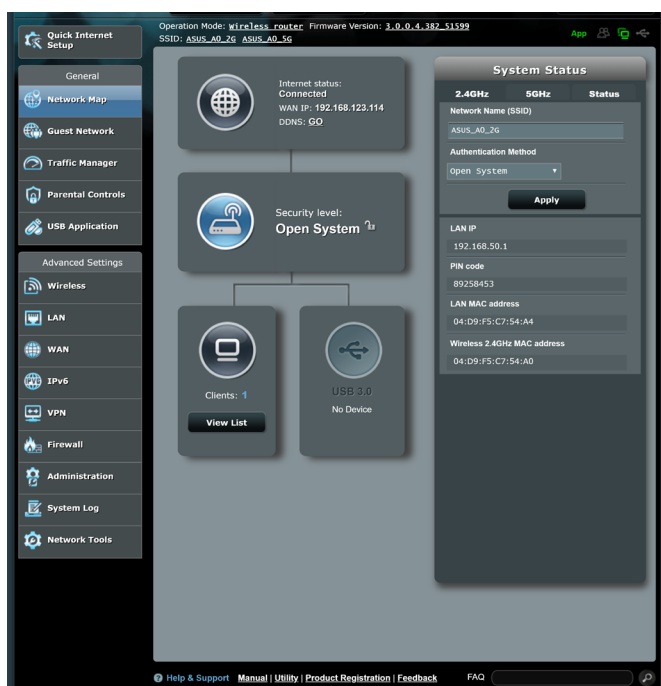 Quick Internet
Setup
Operation Mode: Wireless router Firmware Version: 3.0.0.4.382_51599
SSID: ASUS_A0_2G ASUS_A0_5G
App
General
Network Map
Guest Network
Traffic Manager
Parental Controls
USB Application
Advanced Settings
Wireless
LAN
WAN
IPv6
VPN
Firewall
Administration
System Log
Network Tools
Internet status:
Connected
WAN IP: 192.168.123.114
DDNS: GO
Security level:
Open System
Clients: 1
View List
USB 3.0
No Device
System Status
2.4GHz 5GHz Status
Network Name (SSID)
ASUS_A0_2G
Authentication Method
Open System
Apply
LAN IP
192.168.50.1
PIN code
89258453
LAN MAC address
04:D9:F5:C7:54:A4
Wireless 2.4GHz MAC address
04:D9:F5:C7:54:A0
Help & Support Manual | Utility | Product Registration | Feedback FAQ